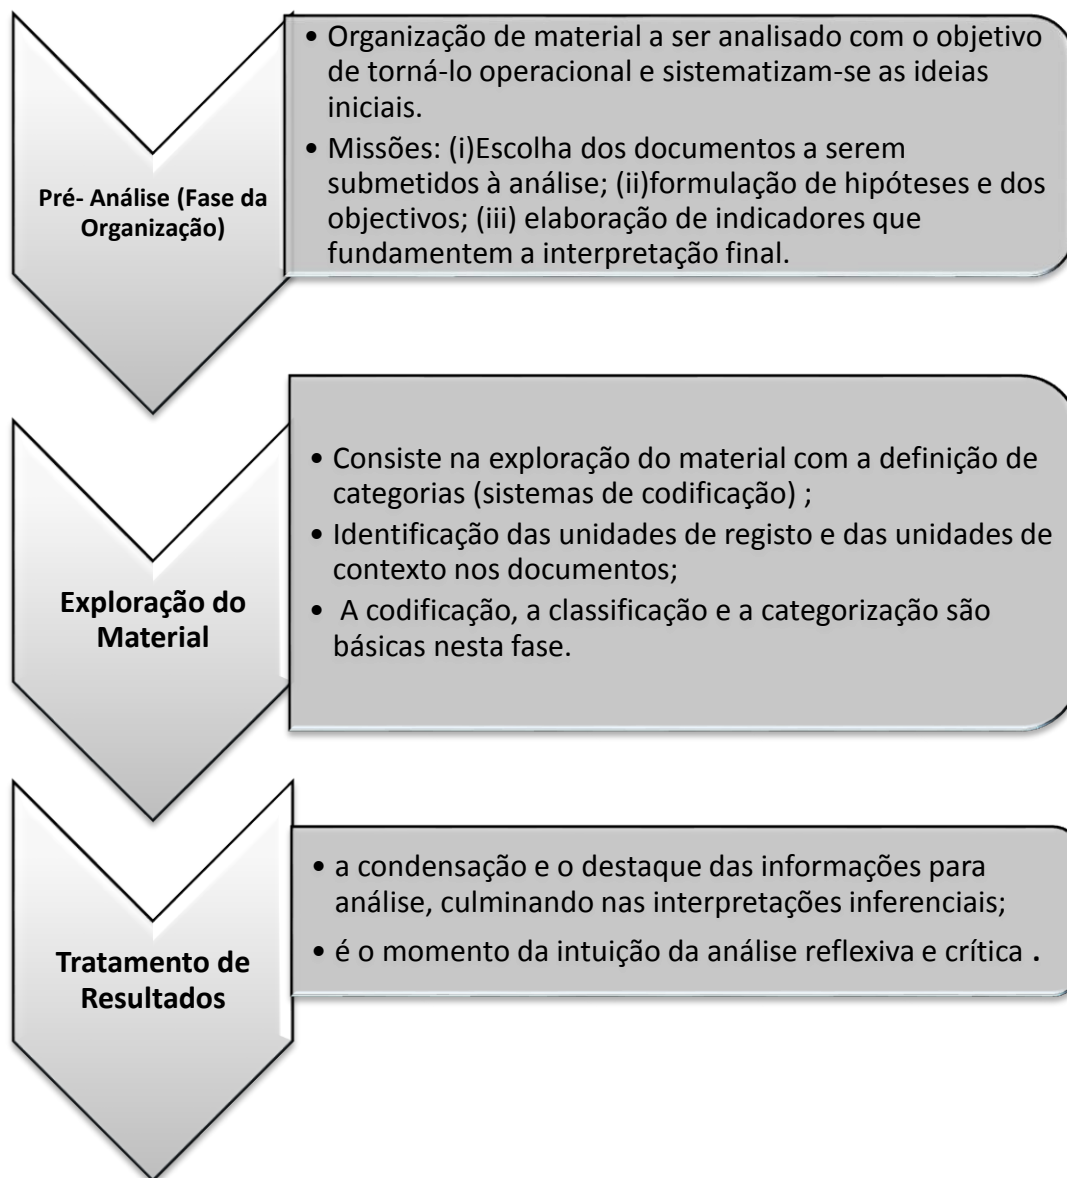 Pré- Análise (Fase da
Organização)
• Organização de material a ser analisado com o objetivo
de torná-lo operacional e sistematizam-se as ideias
iniciais.
• Missões: (i)Escolha dos documentos a serem
submetidos à análise; (ii)formulação de hipóteses e dos
objectivos; (iii) elaboração de indicadores que
fundamentem a interpretação final.
Exploração do
Material
• Consiste na exploração do material com a definição de
categorias (sistemas de codificação) ;
• Identificação das unidades de registo e das unidades de
contexto nos documentos;
• A codificação, a classificação e a categorização são
básicas nesta fase.
Tratamento de
Resultados
• a condensação e o destaque das informações para
análise, culminando nas interpretações inferenciais;
• é o momento da intuição da análise reflexiva e crítica .